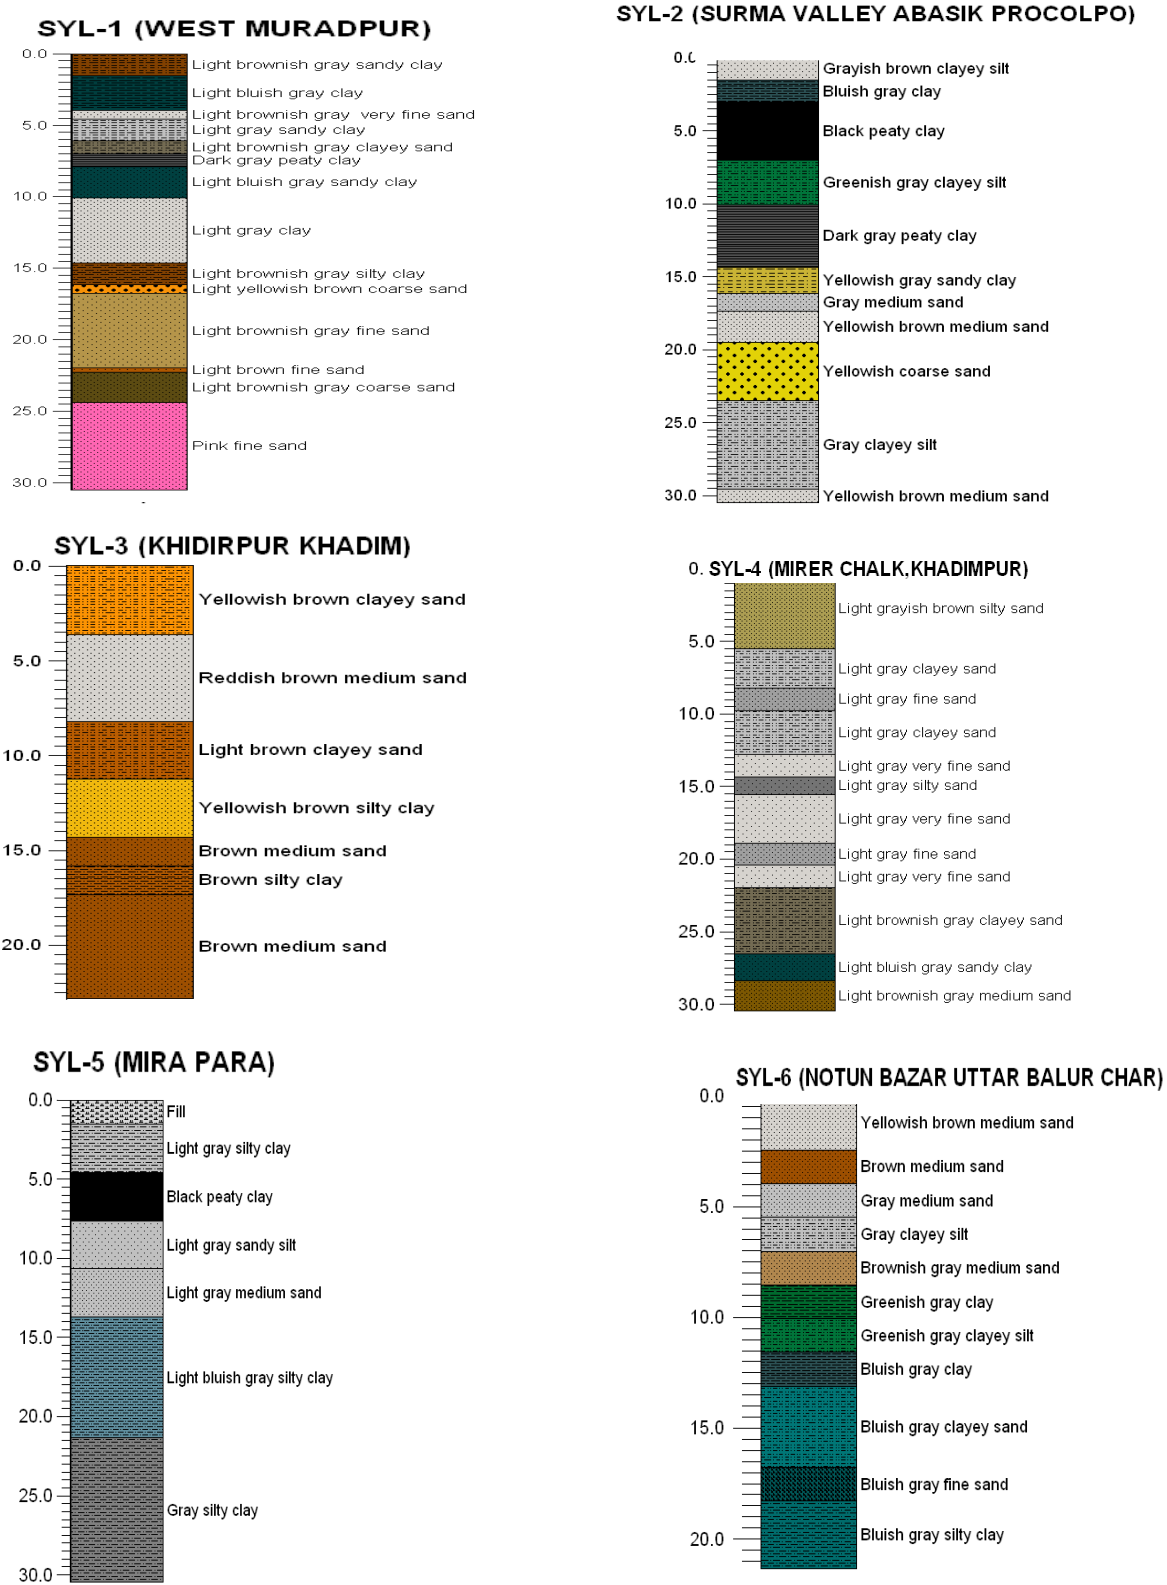 SYL-1 (WEST MURADPUR)
0.0
Light brownish gray sandy clay
Light bluish gray clay
Light brownish gray very fine sand
5.0
Light gray sandy clay
Light brownish gray clayey sand
Dark gray peaty clay
Light bluish gray sandy clay
10.0
Light gray clay
15.0
Light brownish gray silty clay
Light yellowish brown coarse sand
Light brownish gray fine sand
20.0
Light brown fine sand
Light brownish gray coarse sand
25.0
Pink fine sand
30.0
SYL-2 (SURMA VALLEY ABASIK PROCOLPO)
0.0
Grayish brown clayey silt
Bluish gray clay
5.0
Black peaty clay
Greenish gray clayey silt
10.0
Dark gray peaty clay
15.0
Yellowish gray sandy clay
Gray medium sand
Yellowish brown medium sand
20.0
Yellowish coarse sand
25.0
Gray clayey silt
30.0
Yellowish brown medium sand
SYL-3 (KHIDIRPUR KHADIM)
0.0
Yellowish brown clayey sand
5.0
Reddish brown medium sand
Light brown clayey sand
10.0
Yellowish brown silty clay
15.0
Brown medium sand
Brown silty clay
20.0
Brown medium sand
0. SYL-4 (MIRER CHALK,KHADIMPUR)
Light grayish brown silty sand
5.0
Light gray clayey sand
Light gray fine sand
10.0
Light gray clayey sand
Light gray very fine sand
15.0
Light gray silty sand
Light gray very fine sand
Light gray fine sand
20.0
Light gray very fine sand
Light brownish gray clayey sand
25.0
Light bluish gray sandy clay
Light brownish gray medium sand
30.0
SYL-5 (MIRA PARA)
0.0
Fill
Light gray silty clay
5.0
Black peaty clay
Light gray sandy silt
10.0
Light gray medium sand
15.0
Light bluish gray silty clay
20.0
25.0
Gray silty clay
30.0
SYL-6 (NOTUN BAZAR UTTAR BALUR CHAR)
0.0
Yellowish brown medium sand
Brown medium sand
5.0
Gray medium sand
Gray clayey silt
Brownish gray medium sand
Greenish gray clay
10.0
Greenish gray clayey silt
Bluish gray clay
15.0
Bluish gray clayey sand
Bluish gray fine sand
20.0
Bluish gray silty clay